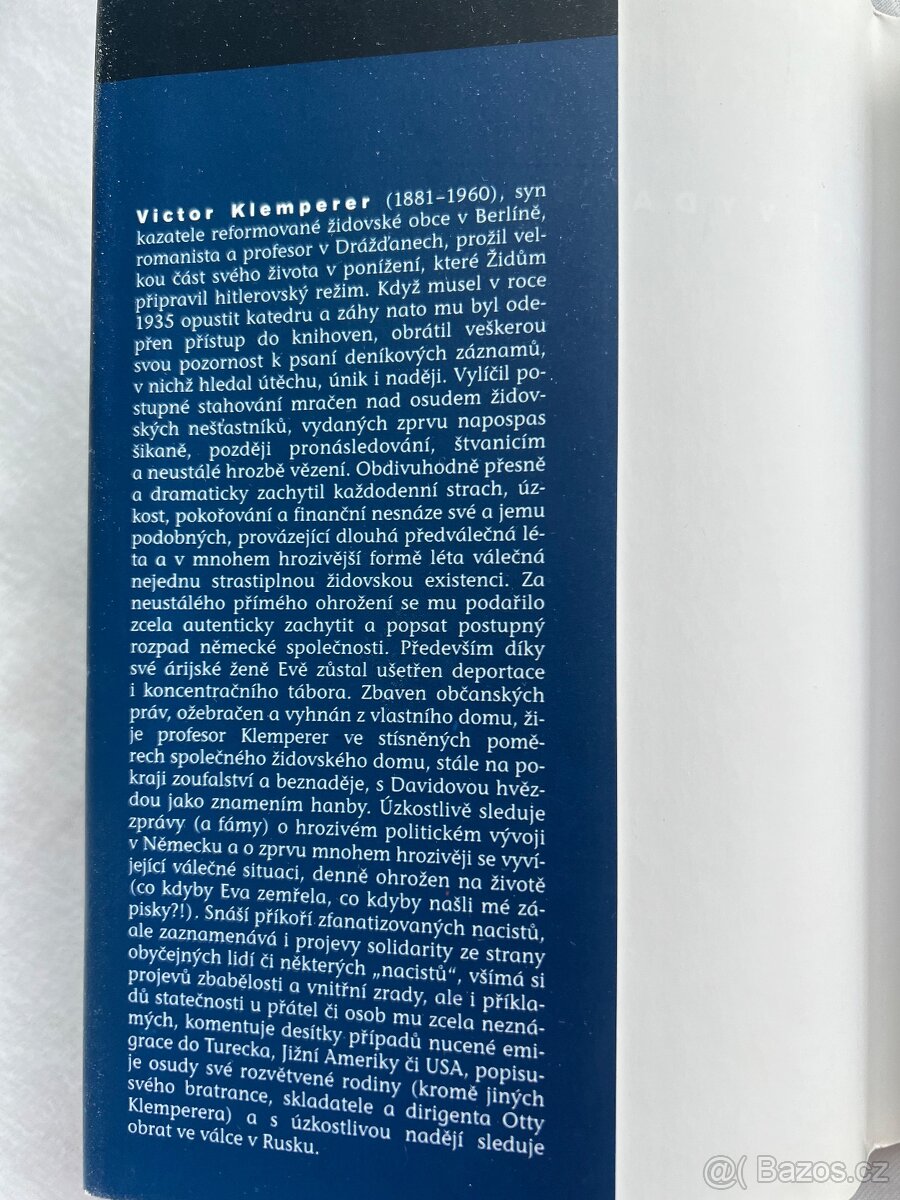 Victor Klemperer (1881–1960), syn
kazatele reformované židovské obce v Berlíně,
romanista a profesor v Drážďanech, prožil vel-
kou část svého života v ponížení, které Židům
připravil hitlerovský režim. Když musel v roce
1935 opustit katedru a záhy nato mu byl ode-
přen přístup do knihoven, obrátil veškerou
svou pozornost k psaní deníkových záznamů,
v nichž hledal útěchu, únik i naději. Vylíčil po-
stupné stahování mračen nad osudem židov-
ských nešťastníků, vydaných zprvu napospas
šikaně, později pronásledování, štvanicím
a neustálé hrozbě vězení. Obdivuhodně přesně
a dramaticky zachytil každodenní strach, úz-
kost, pokořování a finanční nesnáze své a jemu
podobných, provázející dlouhá předválečná lé-
ta a v mnohem hrozivější formě léta válečná
nejednu strastiplnou židovskou existenci. Za
neustálého přímého ohrožení se mu podařilo
zcela autenticky zachytit a popsat postupný
rozpad německé společnosti. Především díky
své árijské ženě Evě zůstal ušetřen deportace
i koncentračního tábora. Zbaven občanských
práv, ožebračen a vyhnán z vlastního domu, ži-
je profesor Klemperer ve stísněných pomě-
rech společného židovského domu, stále na po-
kraji zoufalství a beznaděje, s Davidovou hvěz-
dou jako znamením hanby. Úzkostlivě sleduje
zprávy (a fámy) o hrozivém politickém vývoji
v Německu a o zprvu mnohem hrozivěji se vyví-
jející válečné situaci, denně ohrožen na životě
(co kdyby Eva zemřela, co kdyby našli mé zá-
pisky?!). Snáší příkoří zfanatizovaných nacistů,
ale zaznamenává i projevy solidarity ze strany
obyčejných lidí či některých „nacistů“, všímá si
projevů zbabělosti a vnitřní zrady, ale i příkla-
dů statečnosti u přátel či osob mu zcela nezná-
mých, komentuje desítky případů nucené emi-
grace do Turecka, Jižní Ameriky či USA, popisu-
je osudy své rozvětvené rodiny (kromě jiných
svého bratrance, skladatele a dirigenta Otty
Klemperera) a s úzkostlivou nadějí sleduje
obrat ve válce v Rusku.
@( Bazos.cz